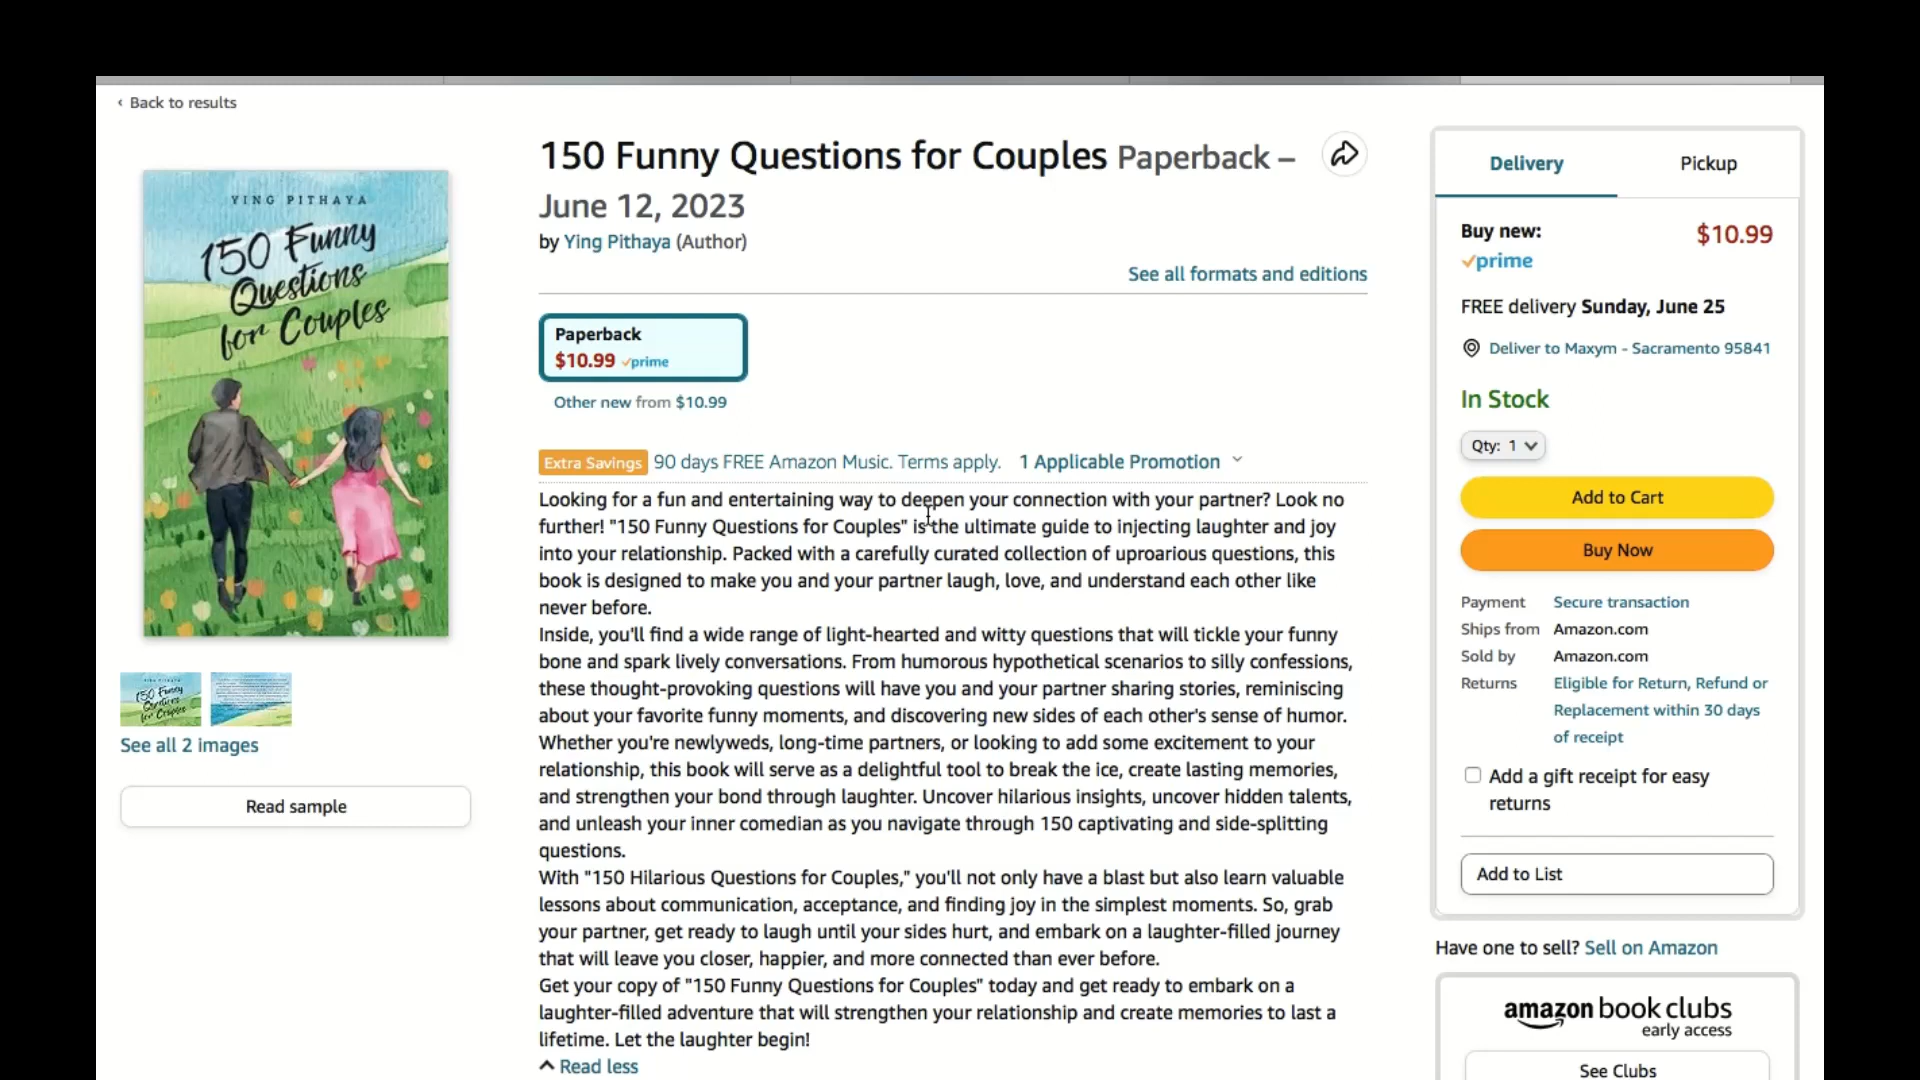 ‹ Back to results
YING PITHAYA
150 Funny
Questions
for Couples
See all 2 images
Read sample
150 Funny Questions for Couples Paperback –
June 12, 2023
by Ying Pithaya (Author)
See all formats and editions
Paperback
$10.99 prime
Other new from $10.99
Extra Savings 90 days FREE Amazon Music. Terms apply. 1 Applicable Promotion
Looking for a fun and entertaining way to deepen your connection with your partner? Look no
further! "150 Funny Questions for Couples" is the ultimate guide to injecting laughter and joy
into your relationship. Packed with a carefully curated collection of uproarious questions, this
book is designed to make you and your partner laugh, love, and understand each other like
never before.
Inside, you'll find a wide range of light-hearted and witty questions that will tickle your funny
bone and spark lively conversations. From humorous hypothetical scenarios to silly confessions,
these thought-provoking questions will have you and your partner sharing stories, reminiscing
about your favorite funny moments, and discovering new sides of each other's sense of humor.
Whether you're newlyweds, long-time partners, or looking to add some excitement to your
relationship, this book will serve as a delightful tool to break the ice, create lasting memories,
and strengthen your bond through laughter. Uncover hilarious insights, uncover hidden talents,
and unleash your inner comedian as you navigate through 150 captivating and side-splitting
questions.
With "150 Hilarious Questions for Couples," you'll not only have a blast but also learn valuable
lessons about communication, acceptance, and finding joy in the simplest moments. So, grab
your partner, get ready to laugh until your sides hurt, and embark on a laughter-filled journey
that will leave you closer, happier, and more connected than ever before.
Get your copy of "150 Funny Questions for Couples" today and get ready to embark on a
laughter-filled adventure that will strengthen your relationship and create memories to last a
lifetime. Let the laughter begin!
Read less
Delivery Pickup
Buy new: $10.99
prime
FREE delivery Sunday, June 25
Deliver to Maxym - Sacramento 95841
In Stock
Qty: 1
Add to Cart
Buy Now
Payment Secure transaction
Ships from Amazon.com
Sold by Amazon.com
Returns Eligible for Return, Refund or
Replacement within 30 days
of receipt
Add a gift receipt for easy
returns
Add to List
Have one to sell? Sell on Amazon
amazon book clubs
early access
See Clubs